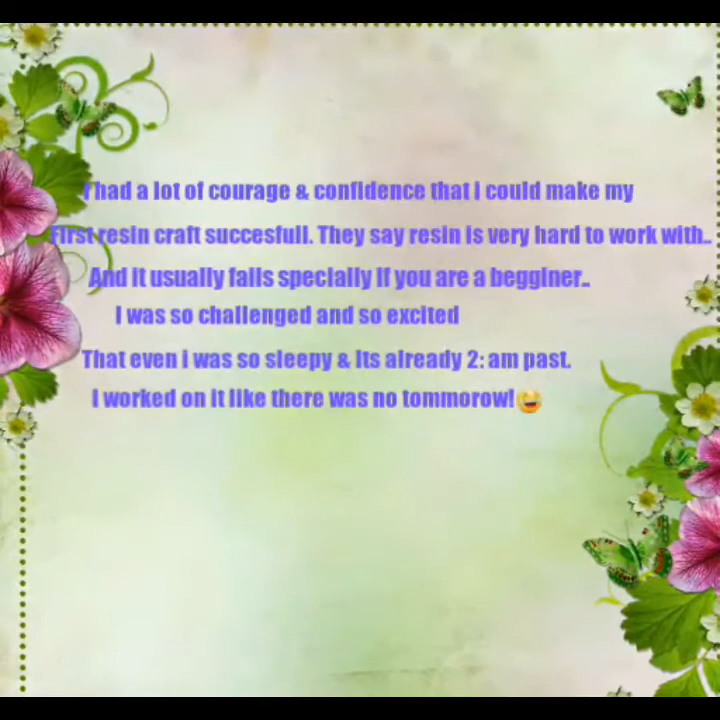 I had a lot of courage & confidence that i could make my
First resin craft succesfull. They say resin is very hard to work with..
And it usually fails specially if you are a begginer..
I was so challenged and so excited
That even i was so sleepy & its already 2: am past.
I worked on it like there was no tommorow!😂